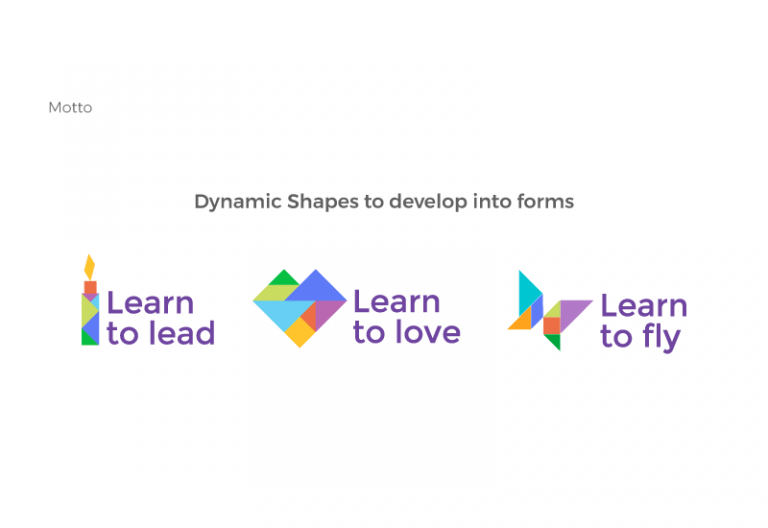 Motto
Dynamic Shapes to develop into forms
Learn
to lead
Learn
to love
Learn
to fly